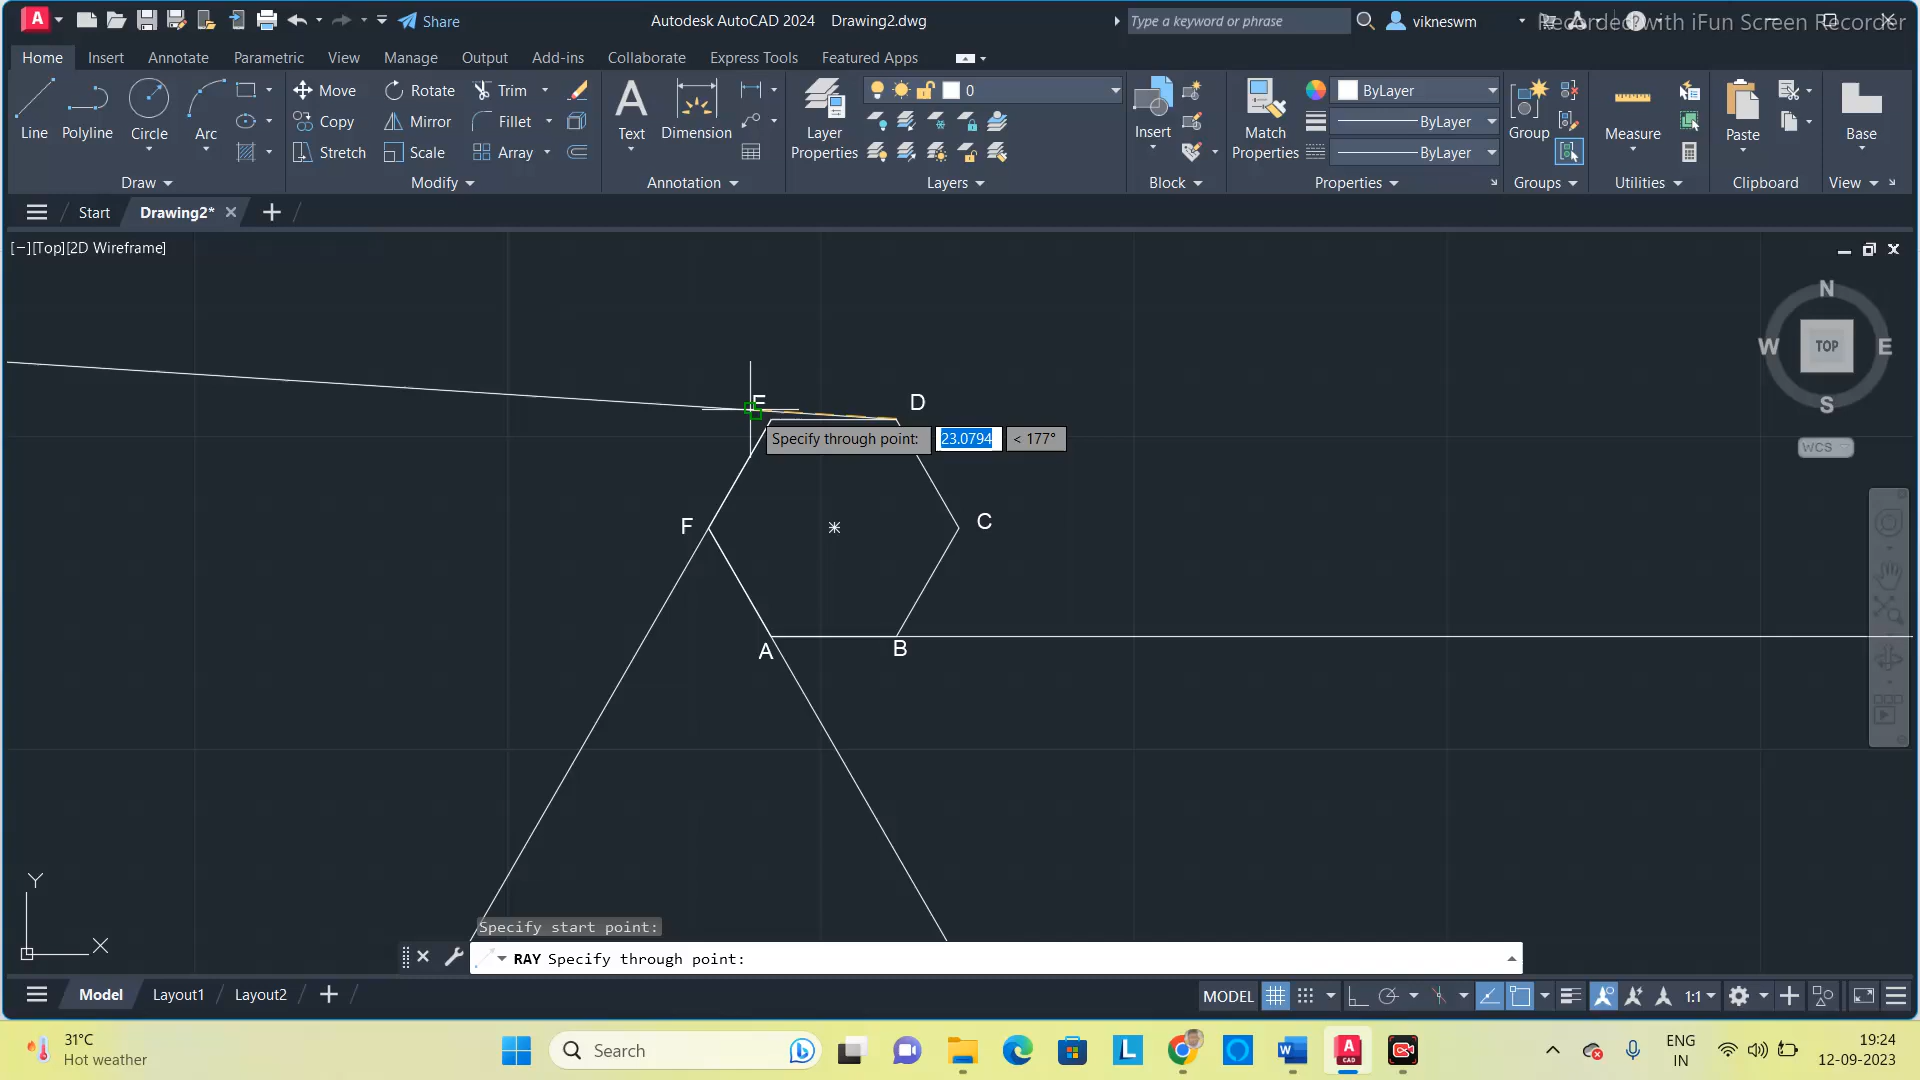 Share
Autodesk AutoCAD 2024 Drawing2.dwg
Type a keyword or phrase
vikneswm
Recorded with iFun Screen Recorder
Home Insert Annotate Parametric View Manage Output Add-ins Collaborate Express Tools Featured Apps
Line Polyline Circle Arc
Move Rotate Trim
Copy Mirror Fillet
Stretch Scale Array
Text Dimension
Layer Properties
0
Insert
Match Properties
ByLayer
ByLayer
ByLayer
Group
Measure
Paste
Base
Draw Modify Annotation Layers Block Properties Groups Utilities Clipboard View
Start Drawing2*
[−][Top][2D Wireframe]
N
W TOP E
S
WCS
E D
Specify through point: 23.0794 < 177°
F C
A B
Y
X
Specify start point:
RAY Specify through point:
Model Layout1 Layout2
MODEL 1:1
31°C
Hot weather
Search
ENG
IN
19:24
12-09-2023